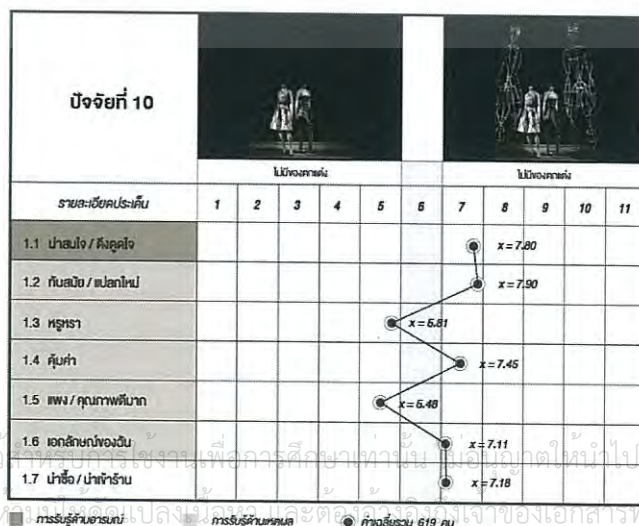 ปัจจัยที่ 10
ไม่มีของตกแต่ง
ไม่มีของตกแต่ง
รายละเอียดประเด็น 1 2 3 4 5 6 7 8 9 10 11
1.1 น่าสนใจ / ดึงดูดใจ x = 7.80
1.2 ทันสมัย / แปลกใหม่ x = 7.90
1.3 หรูหรา x = 5.81
1.4 คุ้มค่า x = 7.45
1.5 แพง / คุณภาพดีมาก x = 5.48
1.6 เอกลักษณ์ของฉัน x = 7.11
สำหรับการใช้งานเพื่อการศึกษาเท่านั้น ไม่อนุญาตให้นำไป
1.7 น่าซื้อ / น่าเข้าร้าน x = 7.18
ให้ดัดแปลงเนื้อหา และต้องอ้างอิงถึงเจ้าของเอกสาร
การรับรู้ด้านอารมณ์ การรับรู้ด้านเหตุผล ค่าเฉลี่ยรวม 619 คน